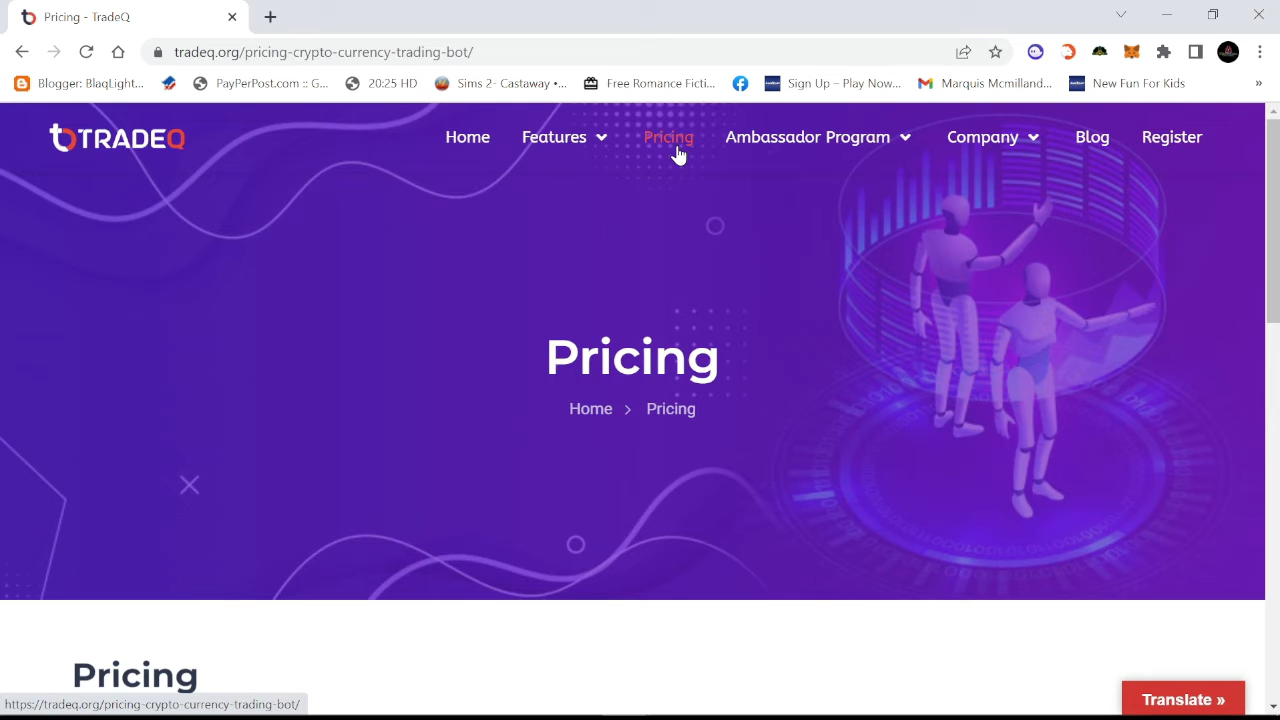 Pricing - TradeQ
tradeq.org/pricing-crypto-currency-trading-bot/
Blogger: BlaqLight...
PayPerPost.com :: G...
20:25 HD
Sims 2- Castaway •...
Free Romance Ficti...
Sign Up – Play Now...
Marquis Mcmilland...
New Fun For Kids
»
TRADEQ
Home
Features
Pricing
Ambassador Program
Company
Blog
Register
Pricing
Home > Pricing
Pricing
https://tradeq.org/pricing-crypto-currency-trading-bot/
Translate »